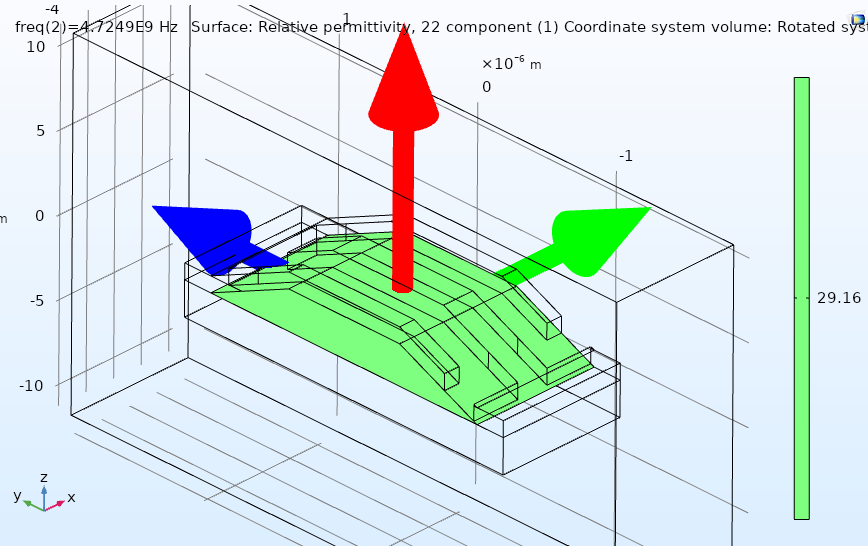 -4
freq(2)=4.7249E9 Hz Surface: Relative permittivity, 22 component (1) Coordinate system volume: Rotated sys
1
10
×10⁻⁶ m
0
5
-1
0
m
-5
29.16
-10
z
y
x